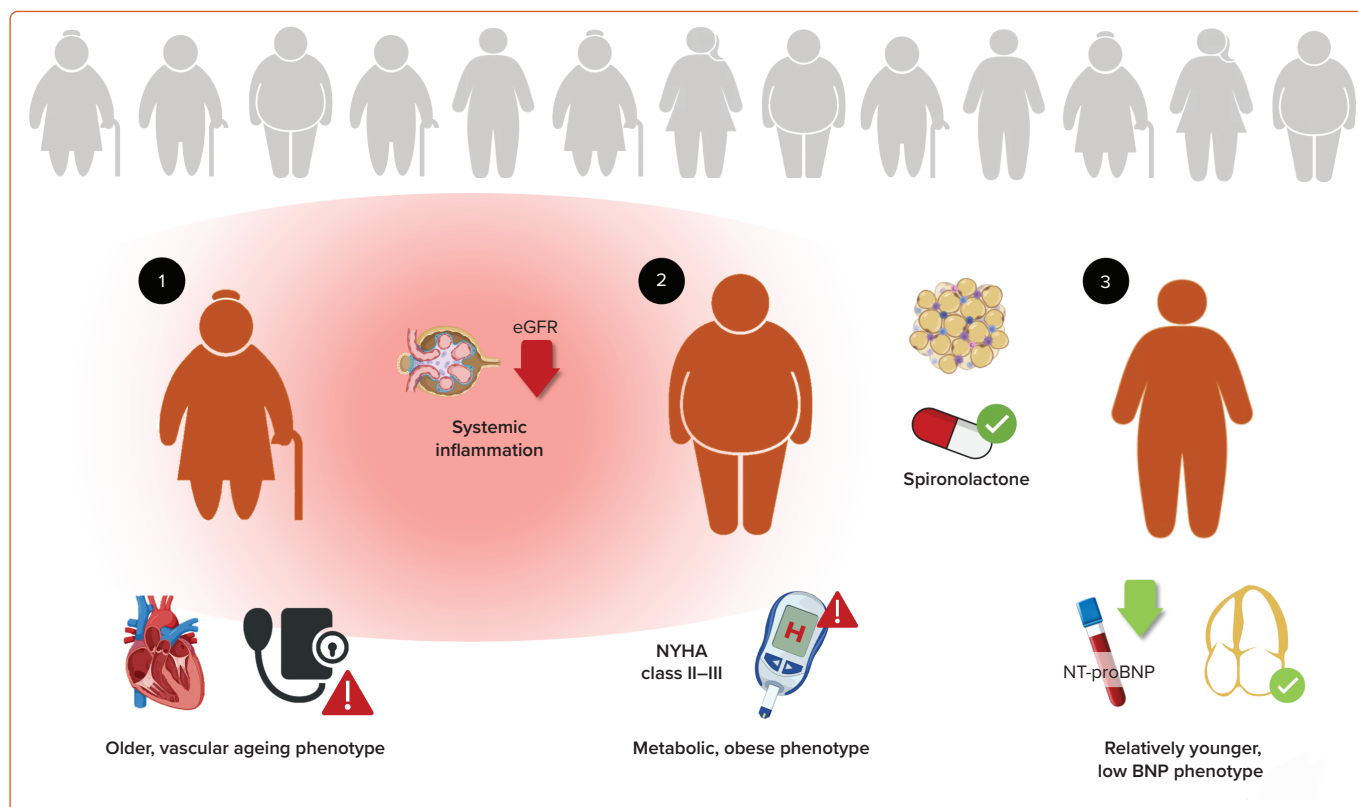 1
2
3
eGFR
Systemic
inflammation
Spironolactone
NYHA
class II–III
H
NT-proBNP
Older, vascular ageing phenotype
Metabolic, obese phenotype
Relatively younger,
low BNP phenotype